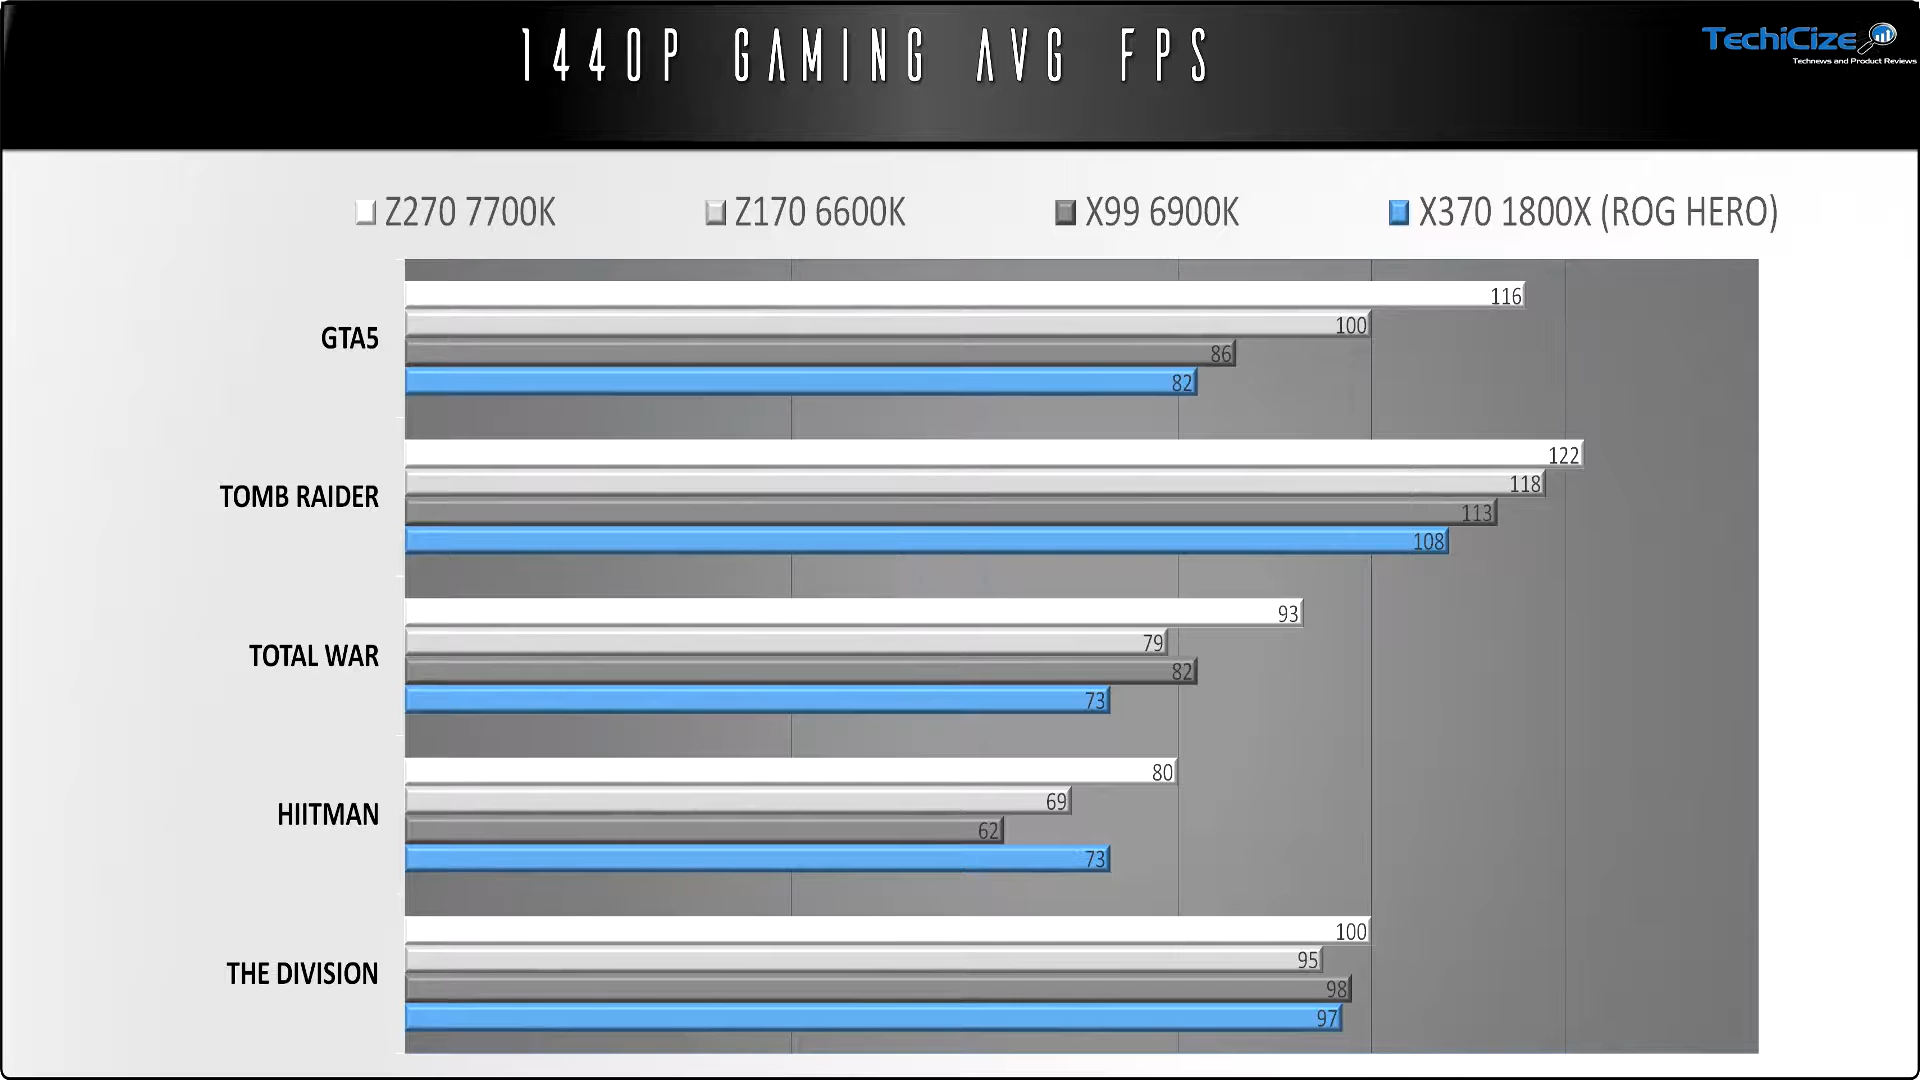 1440P GAMING AVG FPS
TechiCize
Technews and Product Reviews
Z270 7700K
Z170 6600K
X99 6900K
X370 1800X (ROG HERO)
GTA5
116
100
86
82
TOMB RAIDER
122
118
113
108
TOTAL WAR
93
79
82
73
HIITMAN
80
69
62
73
THE DIVISION
100
95
98
97